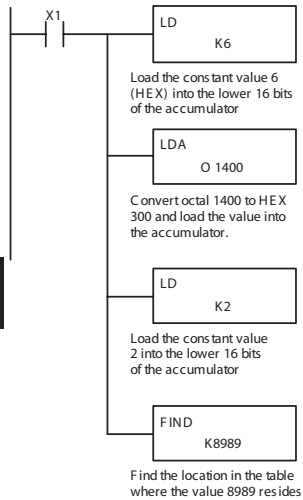 X1
LD
K6
Load the constant value 6
(HEX) into the lower 16 bits
of the accumulator
LDA
O 1400
Convert octal 1400 to HEX
300 and load the value into
the accumulator.
LD
K2
Load the constant value
2 into the lower 16 bits
of the accumulator
FIND
K8989
Find the location in the table
where the value 8989 resides